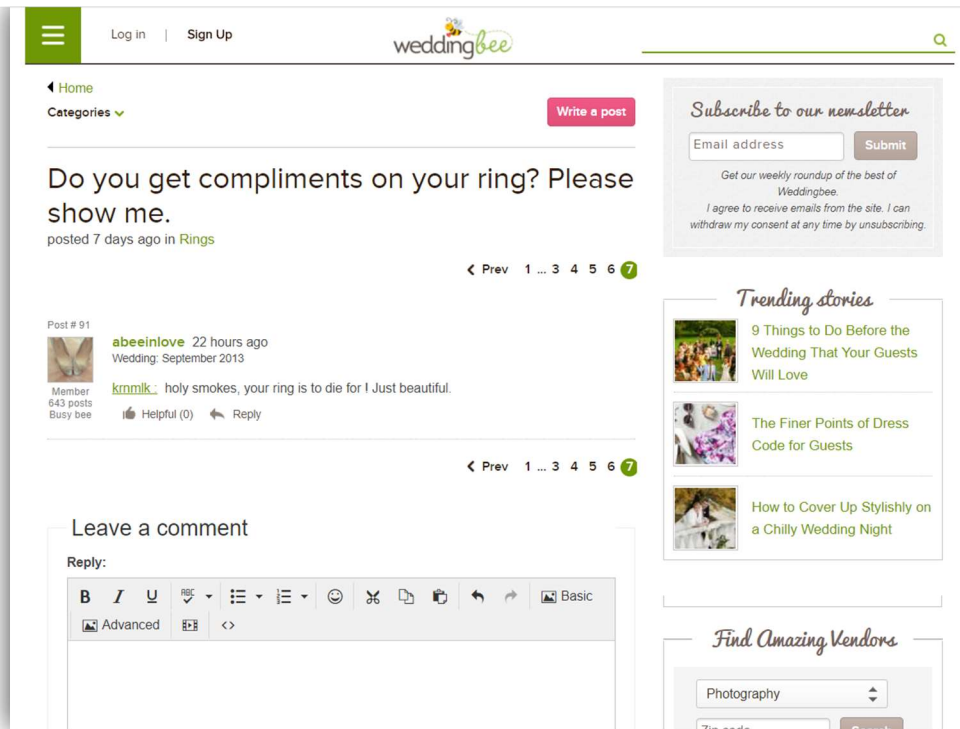 Log in | Sign Up
weddingbee
Home
Categories
Write a post
Do you get compliments on your ring? Please
show me.
posted 7 days ago in Rings
Prev 1 ... 3 4 5 6 7
Post # 91
abeeinlove 22 hours ago
Wedding: September 2013
Member
643 posts
Busy bee
krnmlk : holy smokes, your ring is to die for ! Just beautiful.
Helpful (0) Reply
Prev 1 ... 3 4 5 6 7
Leave a comment
Reply:
B I U ABC Basic
Advanced
Subscribe to our newsletter
Email address Submit
Get our weekly roundup of the best of
Weddingbee.
I agree to receive emails from the site. I can
withdraw my consent at any time by unsubscribing.
Trending stories
9 Things to Do Before the
Wedding That Your Guests
Will Love
The Finer Points of Dress
Code for Guests
How to Cover Up Stylishly on
a Chilly Wedding Night
Find Amazing Vendors
Photography
Zip code Search